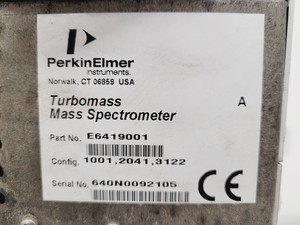 PerkinElmer
instruments.
Norwalk, CT 06859 USA
Turbomass A
Mass Spectrometer
Part No. E6419001
Config. 1001,2041,3122
Serial No. 640N0092105
CE